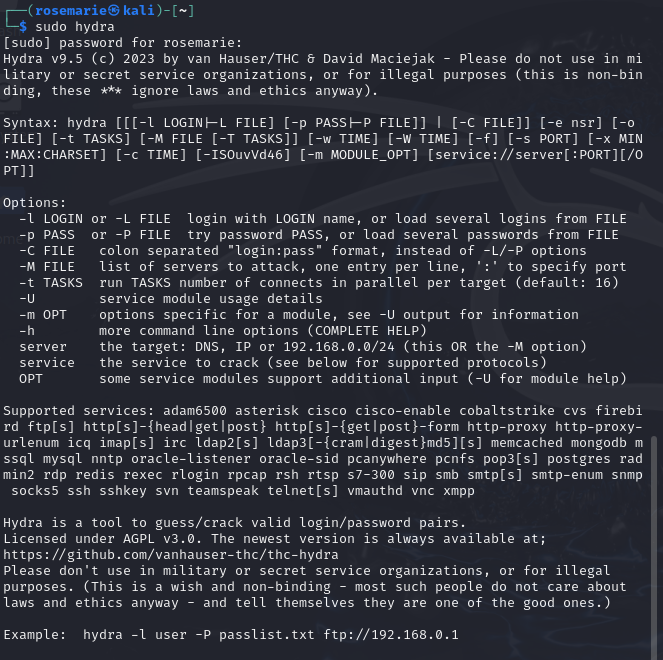 ┌──(rosemarie㉿kali)-[~]
└─$ sudo hydra
[sudo] password for rosemarie:
Hydra v9.5 (c) 2023 by van Hauser/THC & David Maciejak - Please do not use in mi
litary or secret service organizations, or for illegal purposes (this is non-bin
ding, these *** ignore laws and ethics anyway).

Syntax: hydra [[[-l LOGIN|-L FILE] [-p PASS|-P FILE]] | [-C FILE]] [-e nsr] [-o
FILE] [-t TASKS] [-M FILE [-T TASKS]] [-w TIME] [-W TIME] [-f] [-s PORT] [-x MIN
:MAX:CHARSET] [-c TIME] [-ISOuvVd46] [-m MODULE_OPT] [service://server[:PORT][/O
PT]]

Options:
  -l LOGIN or -L FILE  login with LOGIN name, or load several logins from FILE
  -p PASS  or -P FILE  try password PASS, or load several passwords from FILE
  -C FILE   colon separated "login:pass" format, instead of -L/-P options
  -M FILE   list of servers to attack, one entry per line, ':' to specify port
  -t TASKS  run TASKS number of connects in parallel per target (default: 16)
  -U        service module usage details
  -m OPT    options specific for a module, see -U output for information
  -h        more command line options (COMPLETE HELP)
  server    the target: DNS, IP or 192.168.0.0/24 (this OR the -M option)
  service   the service to crack (see below for supported protocols)
  OPT       some service modules support additional input (-U for module help)

Supported services: adam6500 asterisk cisco cisco-enable cobaltstrike cvs firebi
rd ftp[s] http[s]-{head|get|post} http[s]-{get|post}-form http-proxy http-proxy-
urlenum icq imap[s] irc ldap2[s] ldap3[-{cram|digest}md5][s] memcached mongodb m
ssql mysql nntp oracle-listener oracle-sid pcanywhere pcnfs pop3[s] postgres rad
min2 rdp redis rexec rlogin rpcap rsh rtsp s7-300 sip smb smtp[s] smtp-enum snmp
 socks5 ssh sshkey svn teamspeak telnet[s] vmauthd vnc xmpp

Hydra is a tool to guess/crack valid login/password pairs.
Licensed under AGPL v3.0. The newest version is always available at;
https://github.com/vanhauser-thc/thc-hydra
Please don't use in military or secret service organizations, or for illegal
purposes. (This is a wish and non-binding - most such people do not care about
laws and ethics anyway - and tell themselves they are one of the good ones.)

Example:  hydra -l user -P passlist.txt ftp://192.168.0.1